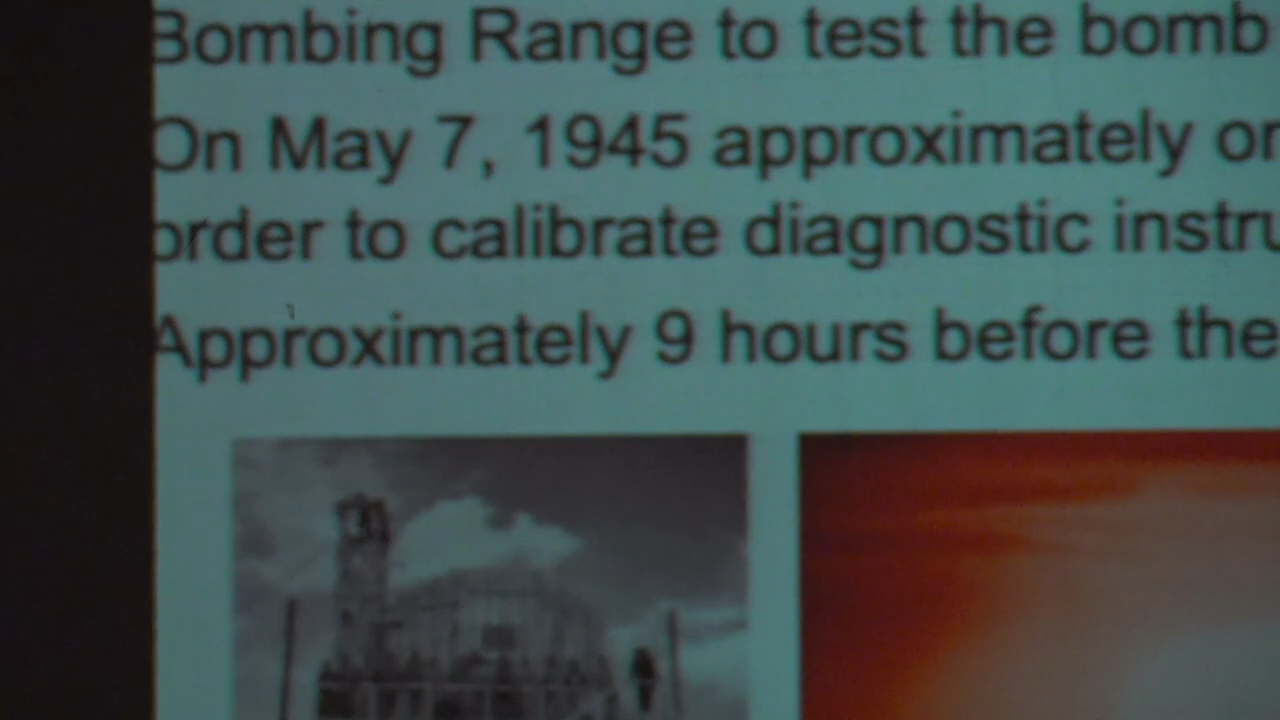 Bombing Range to test the bomb
On May 7, 1945 approximately
order to calibrate diagnostic
Approximately 9 hours before the